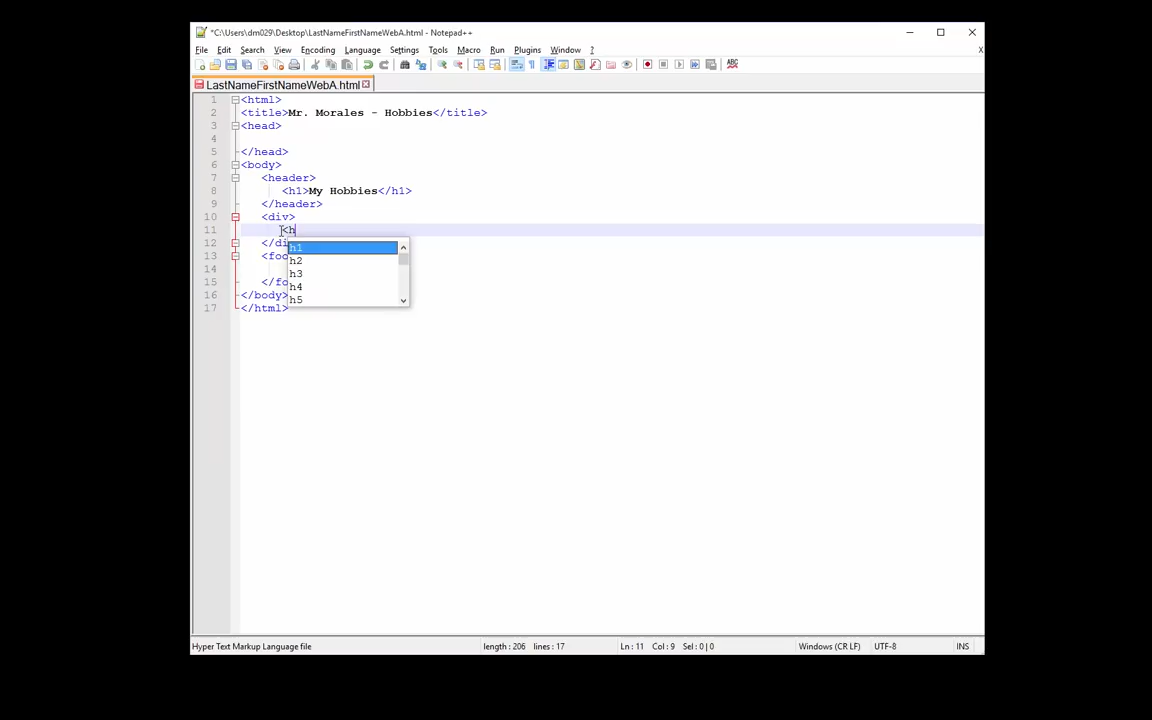 *C:\Users\dm029\Desktop\LastNameFirstNameWebA.html - Notepad++
File Edit Search View Encoding Language Settings Tools Macro Run Plugins Window ? X
ABC
LastNameFirstNameWebA.html
1 <html>
2 <title>Mr. Morales - Hobbies</title>
3 <head>
4
5 </head>
6 <body>
7 <header>
8 <h1>My Hobbies</h1>
9 </header>
10 <div>
11 <h
12 </di
h1
13 <foo
h2
14
h3
15 </fo
h4
16 </body>
h5
17 </html>
Hyper Text Markup Language file length : 206 lines : 17 Ln : 11 Col : 9 Sel : 0 | 0 Windows (CR LF) UTF-8 INS